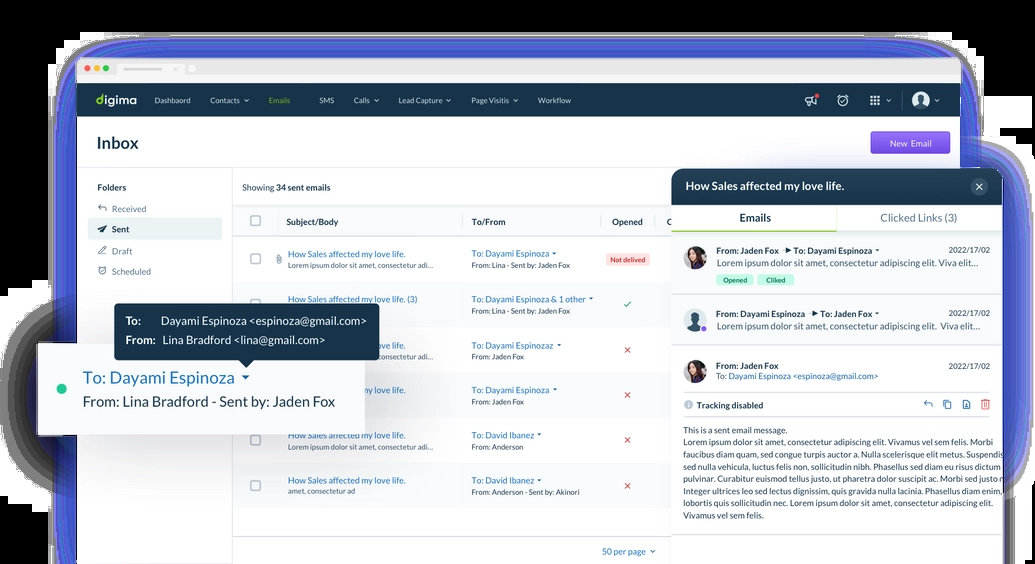 digima
Dashbaord
Contacts
Emails
SMS
Calls
Lead Capture
Page Visitis
Workflow
Inbox
New Email
Folders
Received
Sent
Draft
Scheduled
Showing 34 sent emails
Subject/Body
To/From
Opened
C
How Sales affected my love life.
Lorem ipsum dolor sit amet, consectetur adi...
To: Dayami Espinoza
From: Lina - Sent by: Jaden Fox
Not delived
How Sales affected my love life. (3)
To: Dayami Espinoza & 1 other
From: Lina - Sent by: Jaden Fox
ve life.
To: Dayami Espinozaz
From: Jaden Fox
ve life.
To: Dayami Espinoza
From: Jaden Fox
How Sales affected my love life.
Lorem ipsum dolor sit amet, consectetur adi...
To: David Ibanez
From: Anderson
How Sales affected my love life.
amet, consectetur ad
To: David Ibanez
From: Anderson - Sent by: Akinori
50 per page
To: Dayami Espinoza <espinoza@gmail.com>
From: Lina Bradford <lina@gmail.com>
To: Dayami Espinoza
From: Lina Bradford - Sent by: Jaden Fox
How Sales affected my love life.
Emails
Clicked Links (3)
From: Jaden Fox To: Dayami Espinoza
2022/17/02
Lorem ipsum dolor sit amet, consectetur adipiscing elit. Viva elit...
Opened
Cliked
From: Dayami Espinoza To: Jaden Fox
2022/17/02
Lorem ipsum dolor sit amet, consectetur adipiscing elit. Viva elit...
From: Jaden Fox
2022/17/02
To: Dayami Espinoza <espinoza@gmail.com>
Tracking disabled
This is a sent email message.
Lorem ipsum dolor sit amet, consectetur adipiscing elit. Vivamus vel sem felis. Morbi
faucibus diam quam, sed congue turpis auctor a. Nulla scelerisque elit metus. Suspendis
sed nulla vehicula, luctus felis non, sollicitudin nibh. Phasellus sed diam eu risus dictum
pulvinar. Curabitur euismod tellus justo, ut pharetra dolor suscipit ac. Morbi sed justo
Integer ultrices leo sed lectus dignissim, quis gravida nulla lacinia. Phasellus diam enim,
lobortis quis sollicitudin nec. Lorem ipsum dolor sit amet, consectetur adipiscing elit.
Vivamus vel sem felis.